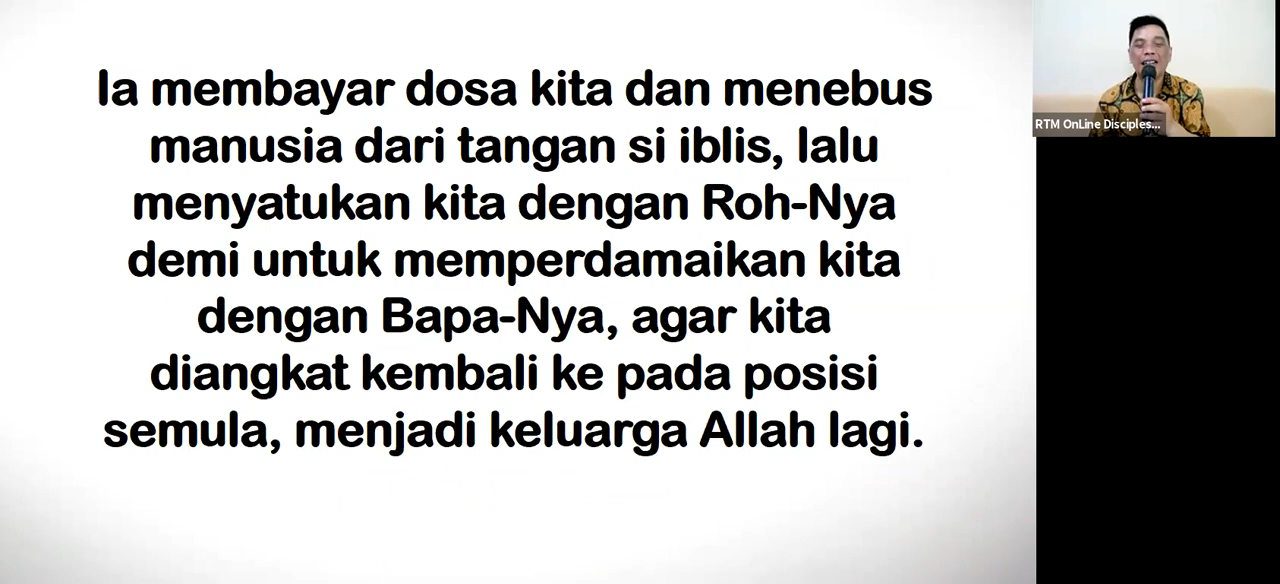 Ia membayar dosa kita dan menebus
manusia dari tangan si iblis, lalu
menyatukan kita dengan Roh-Nya
demi untuk memperdamaikan kita
dengan Bapa-Nya, agar kita
diangkat kembali ke pada posisi
semula, menjadi keluarga Allah lagi.
RTM OnLine Disciples...